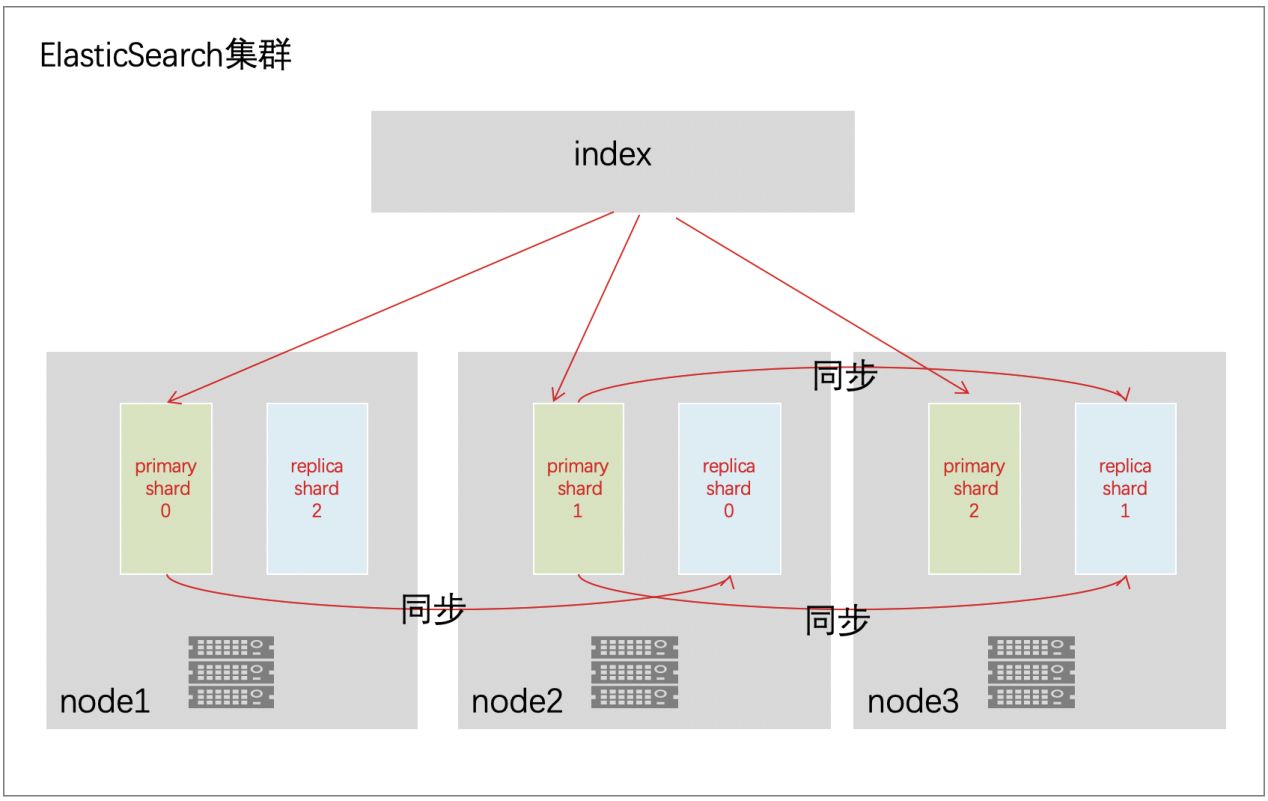 ElasticSearch集群
index
同步
primary
shard
0
replica
shard
2
primary
shard
1
replica
shard
0
primary
shard
2
replica
shard
1
同步
同步
node1
node2
node3